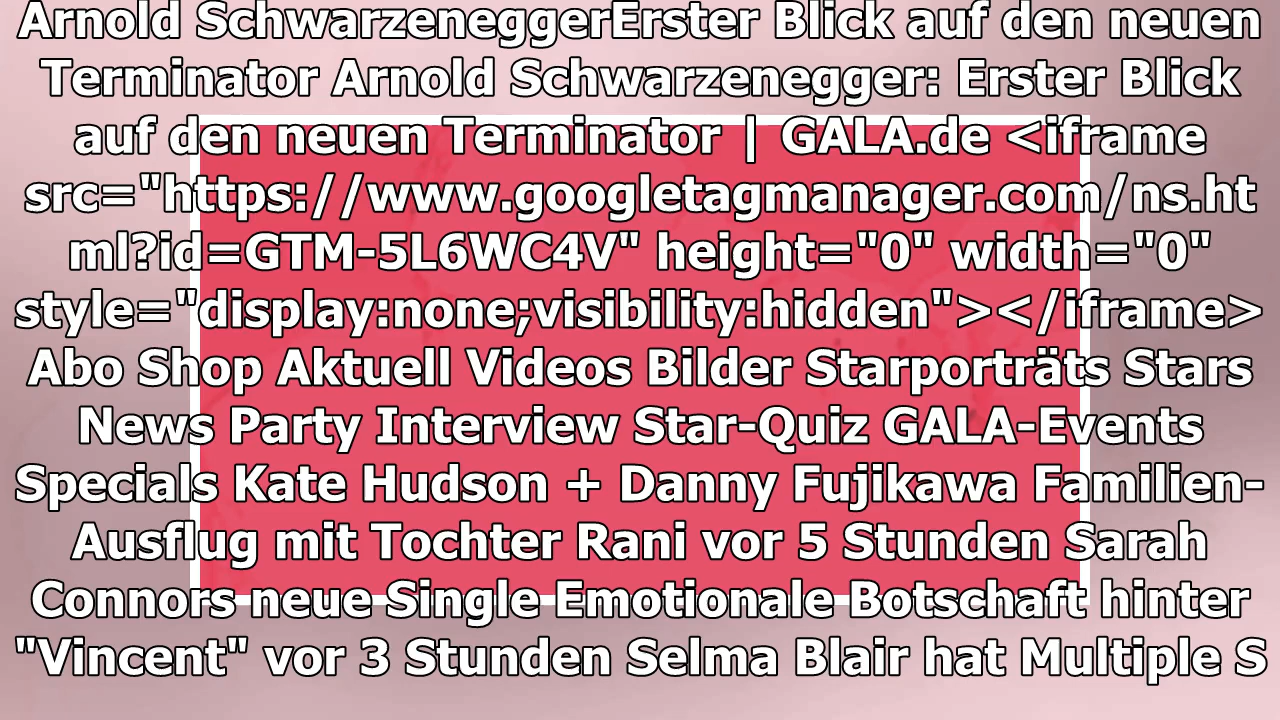 Arnold SchwarzeneggerErster Blick auf den neuen
Terminator Arnold Schwarzenegger: Erster Blick
auf den neuen Terminator | GALA.de <iframe
src="https://www.googletagmanager.com/ns.ht
ml?id=GTM-5L6WC4V" height="0" width="0"
style="display:none;visibility:hidden"></iframe>
Abo Shop Aktuell Videos Bilder Starporträts Stars
News Party Interview Star-Quiz GALA-Events
Specials Kate Hudson + Danny Fujikawa Familien-
Ausflug mit Tochter Rani vor 5 Stunden Sarah
Connors neue Single Emotionale Botschaft hinter
"Vincent" vor 3 Stunden Selma Blair hat Multiple S